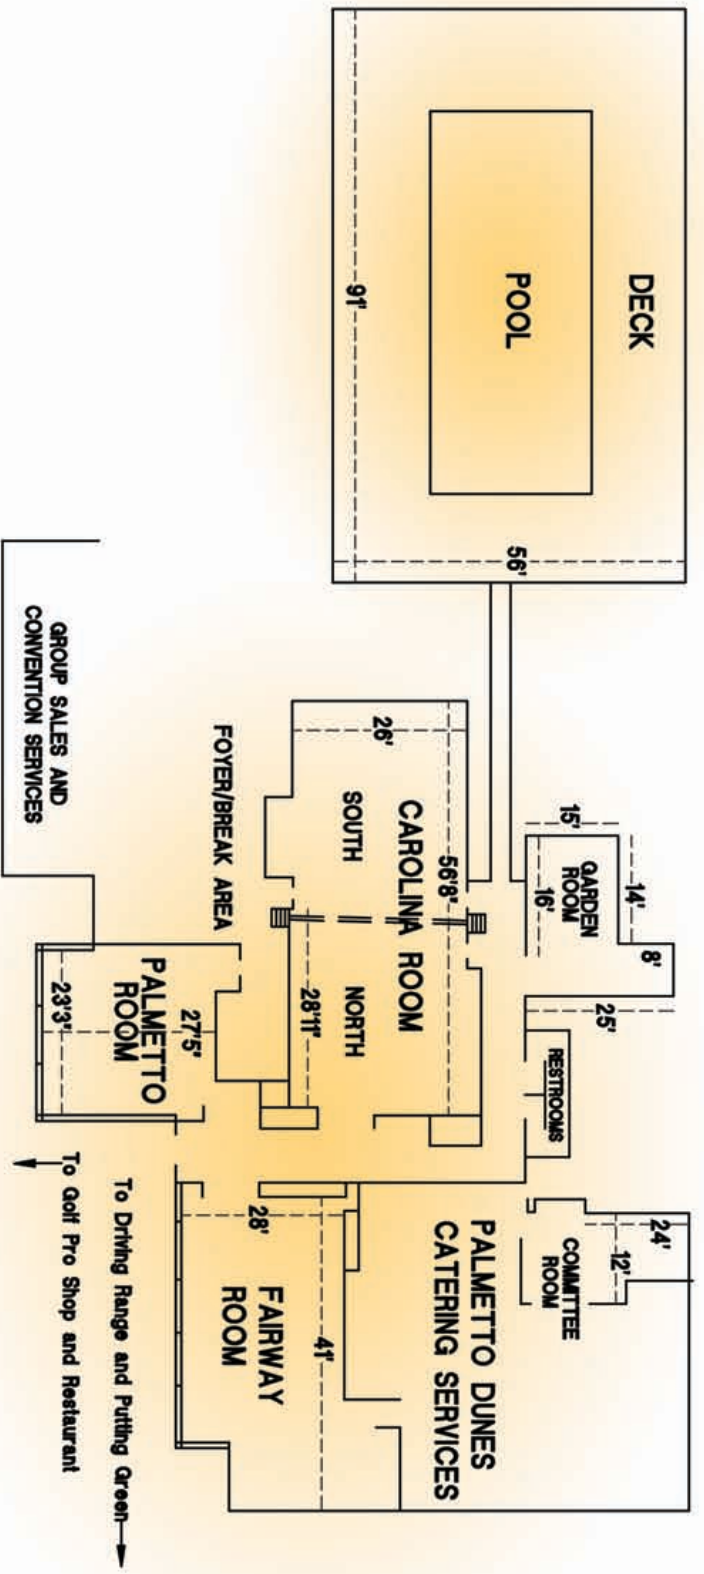 DECK
POOL
91'
56'
15'
14'
GARDEN
ROOM
16'
8'
25'
RESTROOMS
26'
56'8"
CAROLINA ROOM
SOUTH
NORTH
28'11"
FOYER/BREAK AREA
GROUP SALES AND
CONVENTION SERVICES
PALMETTO
ROOM
27'5"
23'3"
24'
12'
COMMITTEE
ROOM
PALMETTO DUNES
CATERING SERVICES
28'
41'
FAIRWAY
ROOM
To Driving Range and Putting Green
To Golf Pro Shop and Restaurant